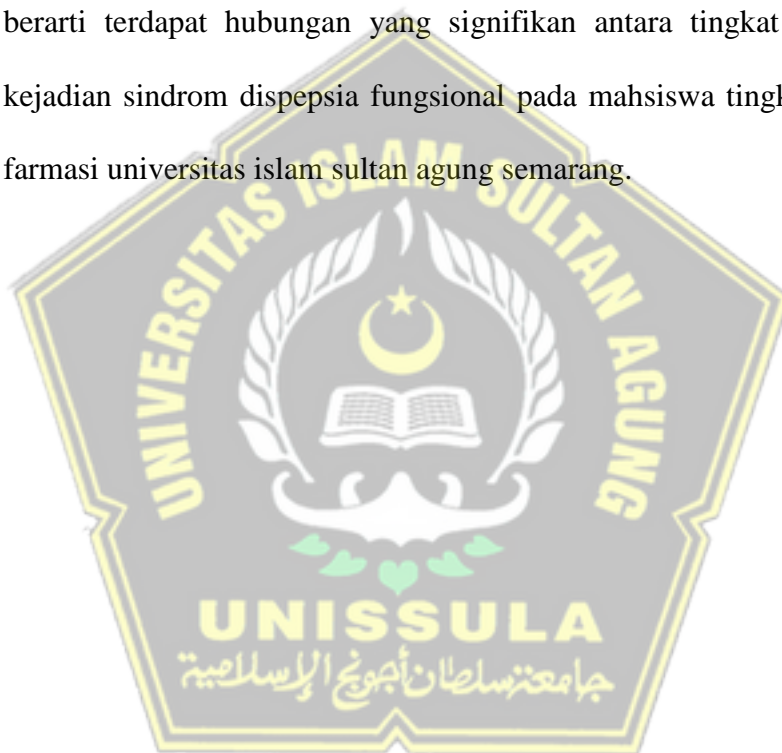 berarti terdapat hubungan yang signifikan antara tingkat
kejadian sindrom dispepsia fungsional pada mahsiswa tingk
farmasi universitas islam sultan agung semarang.
UNIVERSITAS ISLAM SULTAN AGUNG
UNISSULA
جامعة سلطان أجونج الإسلامية